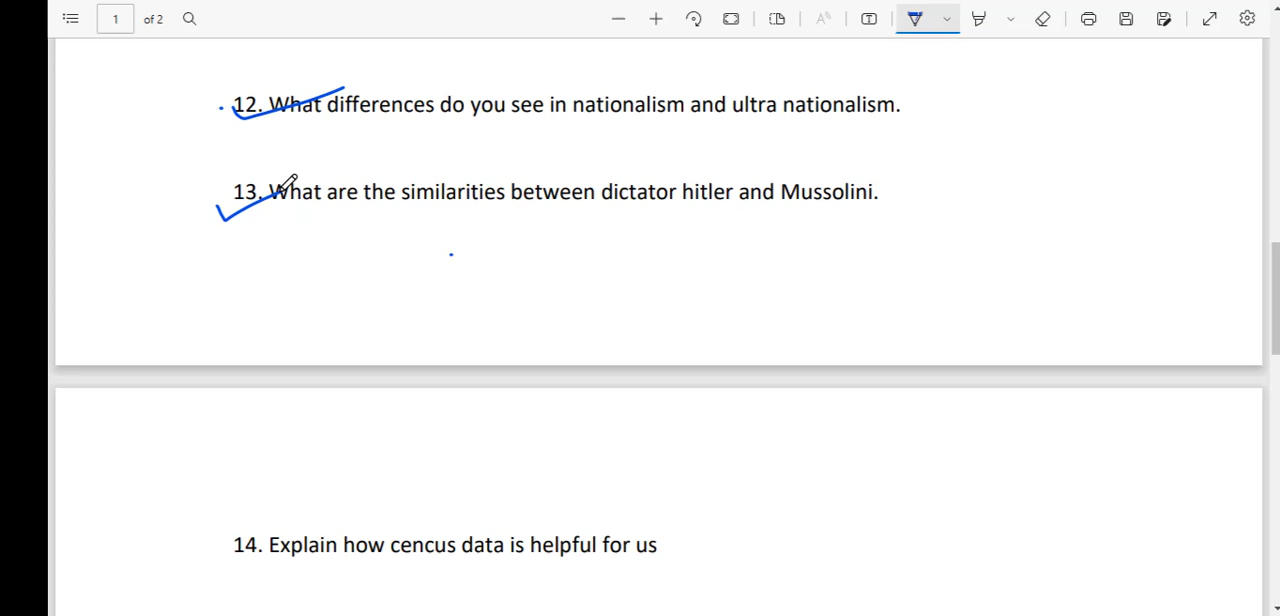 1 of 2
12. What differences do you see in nationalism and ultra nationalism.
13. What are the similarities between dictator hitler and Mussolini.
14. Explain how cencus data is helpful for us